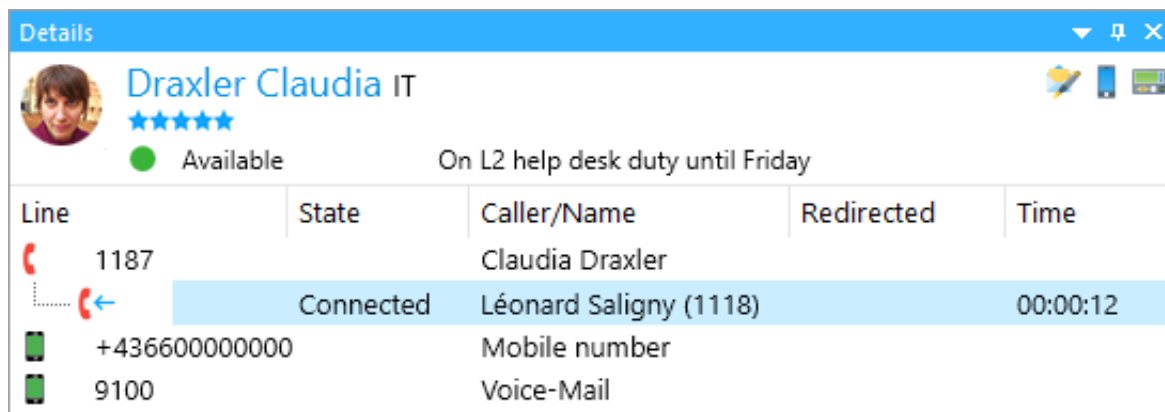 Details
Draxler Claudia IT
Available On L2 help desk duty until Friday
Line State Caller/Name Redirected Time
1187 Claudia Draxler
Connected Léonard Saligny (1118) 00:00:12
+436600000000 Mobile number
9100 Voice-Mail